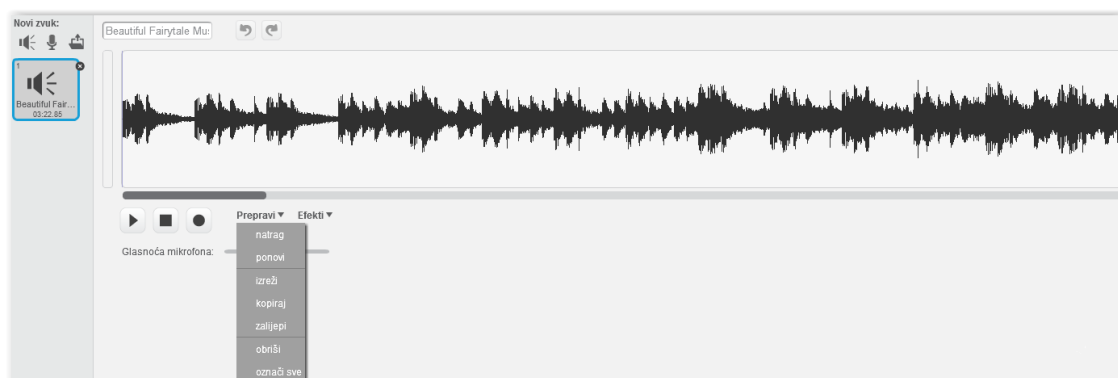 Novi zvuk:
Beautiful Fairytale Mu:
1
Beautiful Fair...
03:22.85
Prepravi Efekti
Glasnoća mikrofona:
natrag
ponovi
izreži
kopiraj
zalijepi
obriši
označi sve